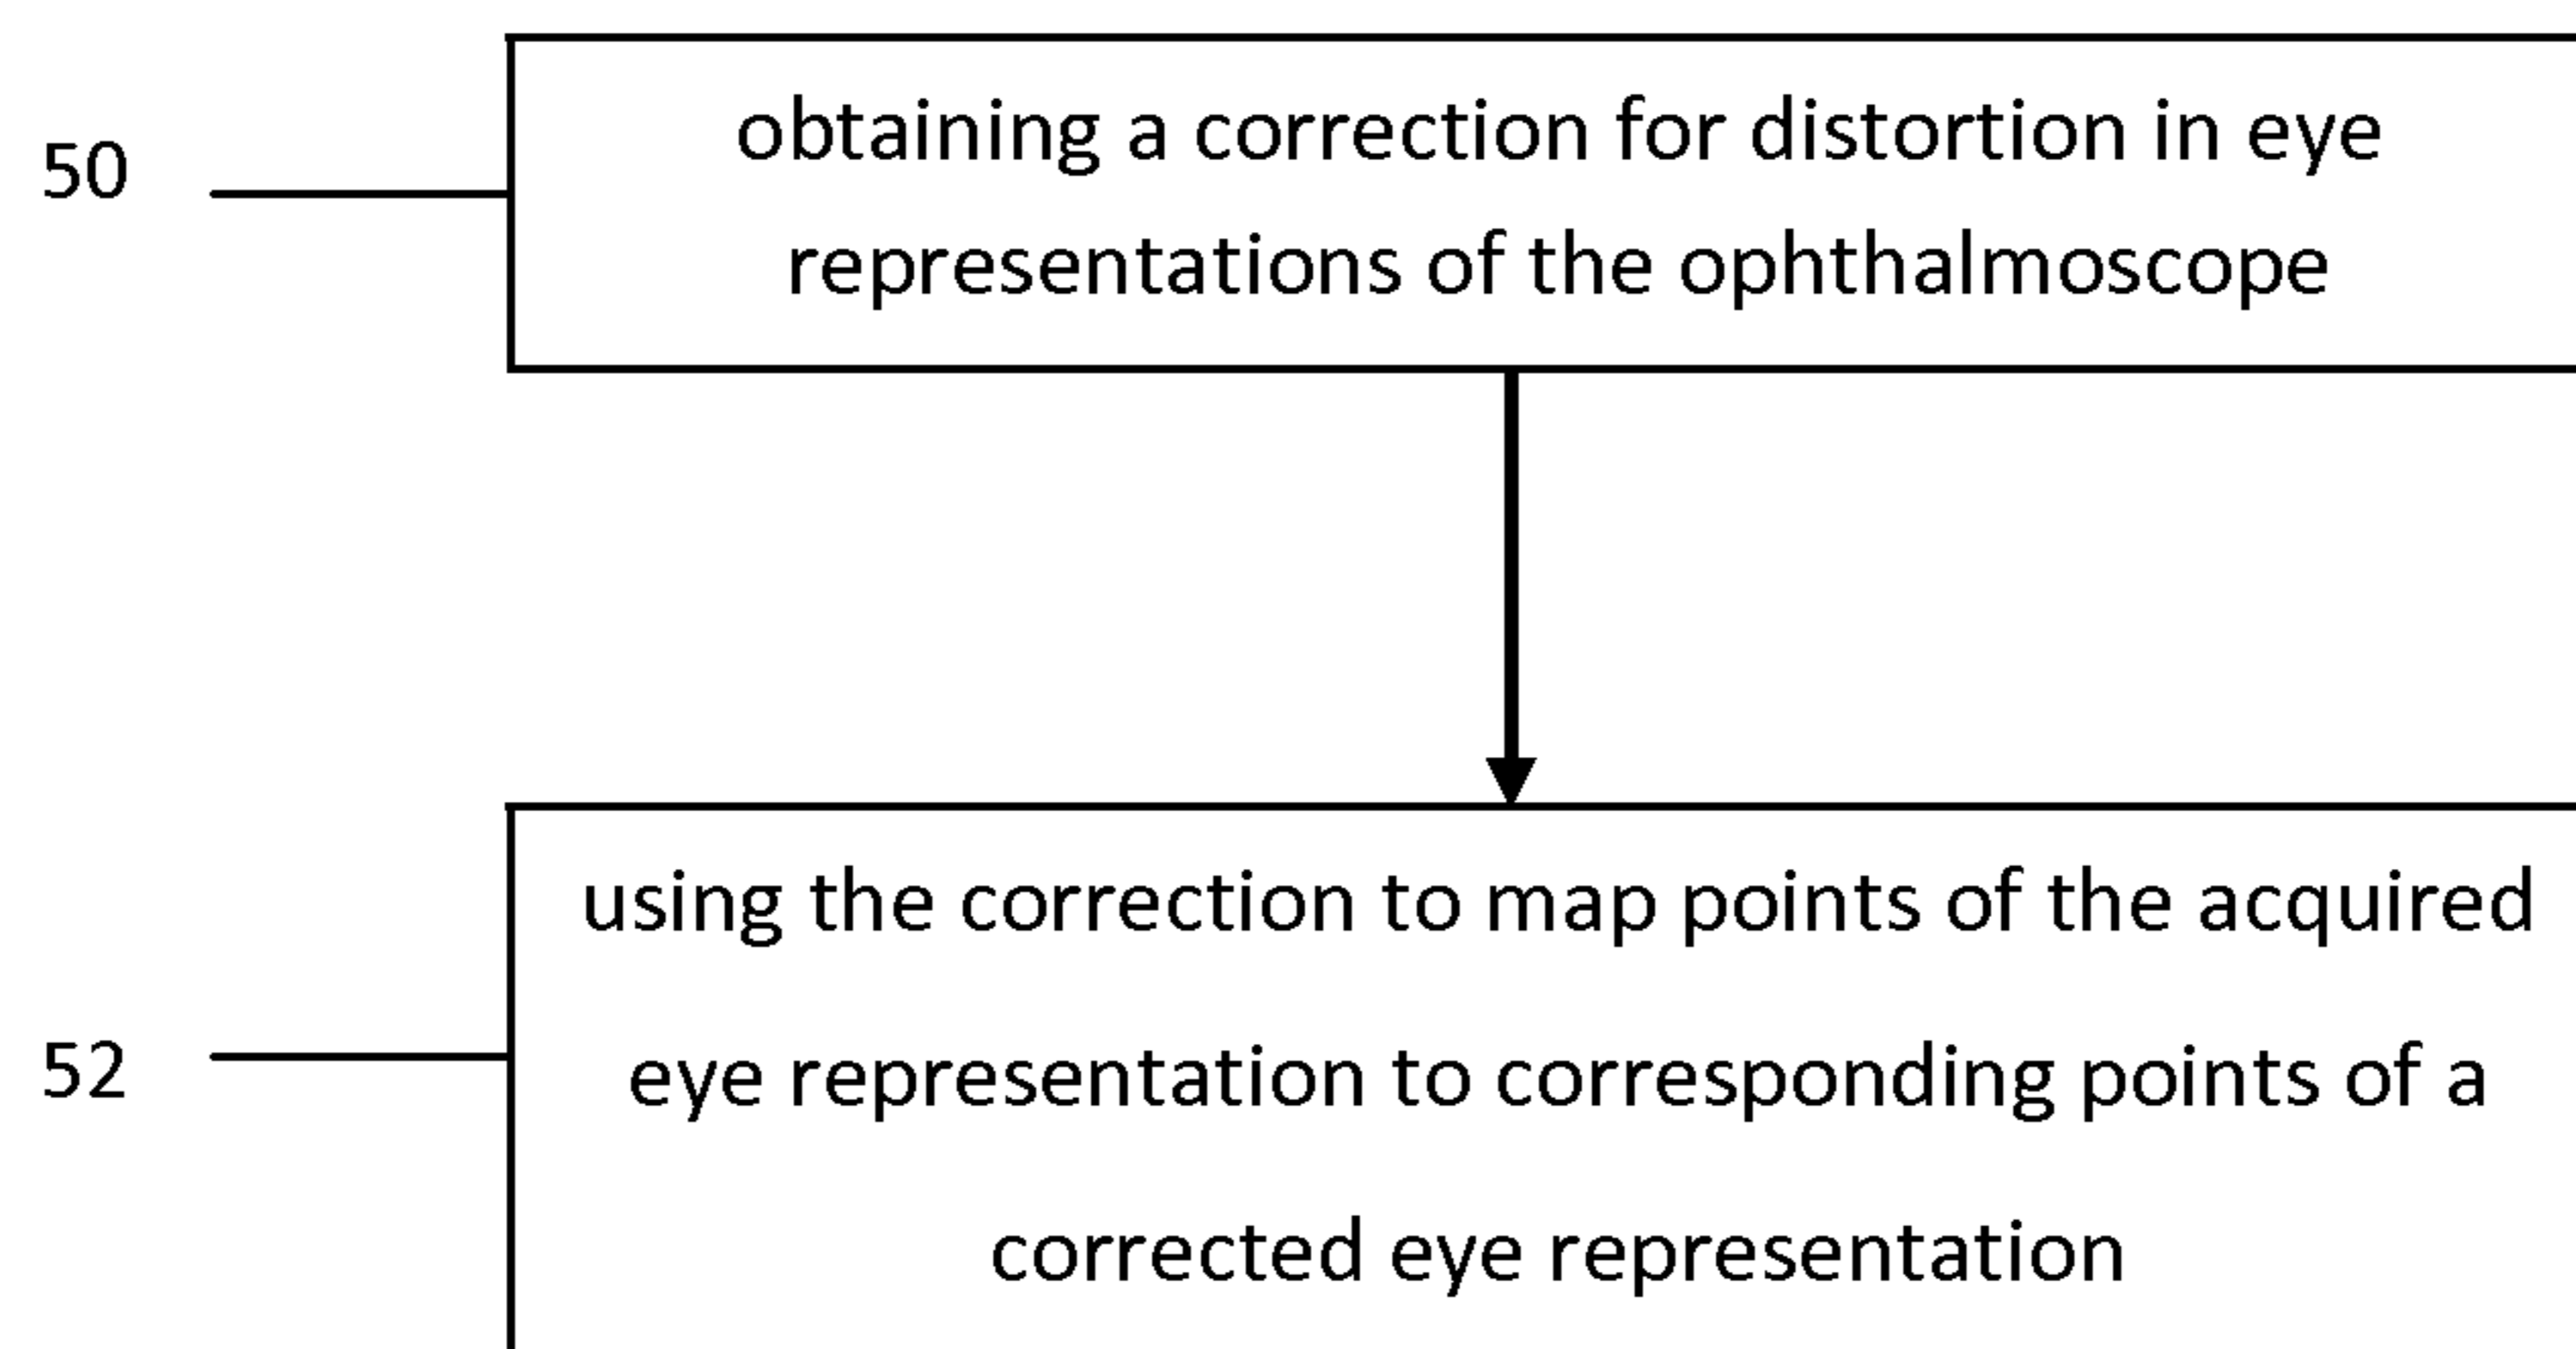 50
obtaining a correction for distortion in eye
representations of the ophthalmoscope
using the correction to map points of the acquired
52
eye representation to corresponding points of a
corrected eye representation